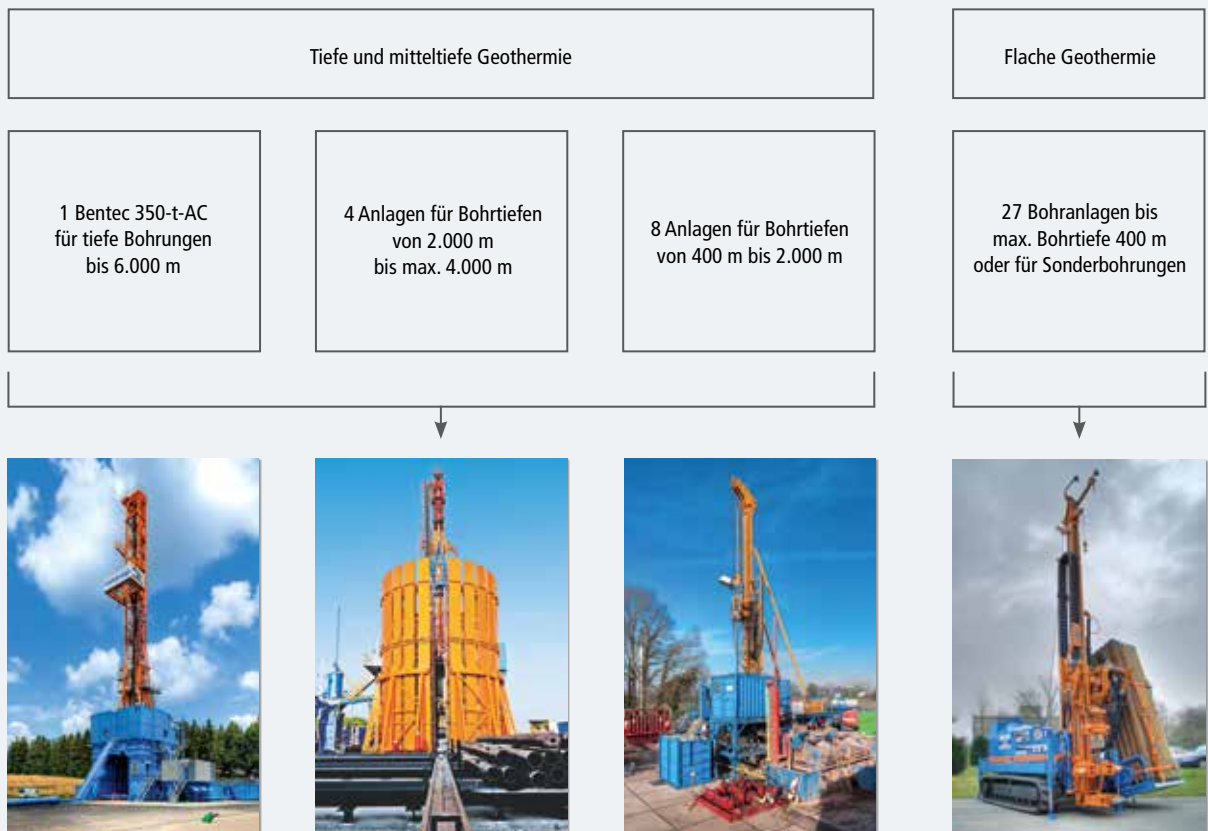 Tiefe und mitteltiefe Geothermie
Flache Geothermie
1 Bentec 350-t-AC
für tiefe Bohrungen
bis 6.000 m
4 Anlagen für Bohrtiefen
von 2.000 m
bis max. 4.000 m
8 Anlagen für Bohrtiefen
von 400 m bis 2.000 m
27 Bohranlagen bis
max. Bohrtiefe 400 m
oder für Sonderbohrungen